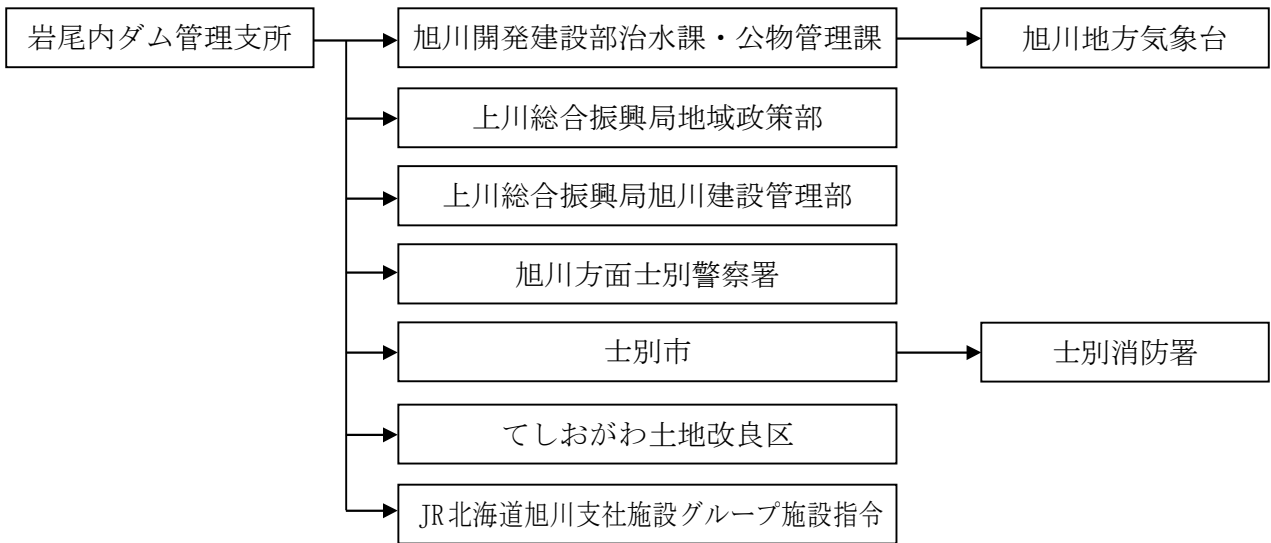 岩尾内ダム管理支所
旭川開発建設部治水課・公物管理課
旭川地方気象台
上川総合振興局地域政策部
上川総合振興局旭川建設管理部
旭川方面士別警察署
士別市
士別消防署
てしおがわ土地改良区
JR北海道旭川支社施設グループ施設指令